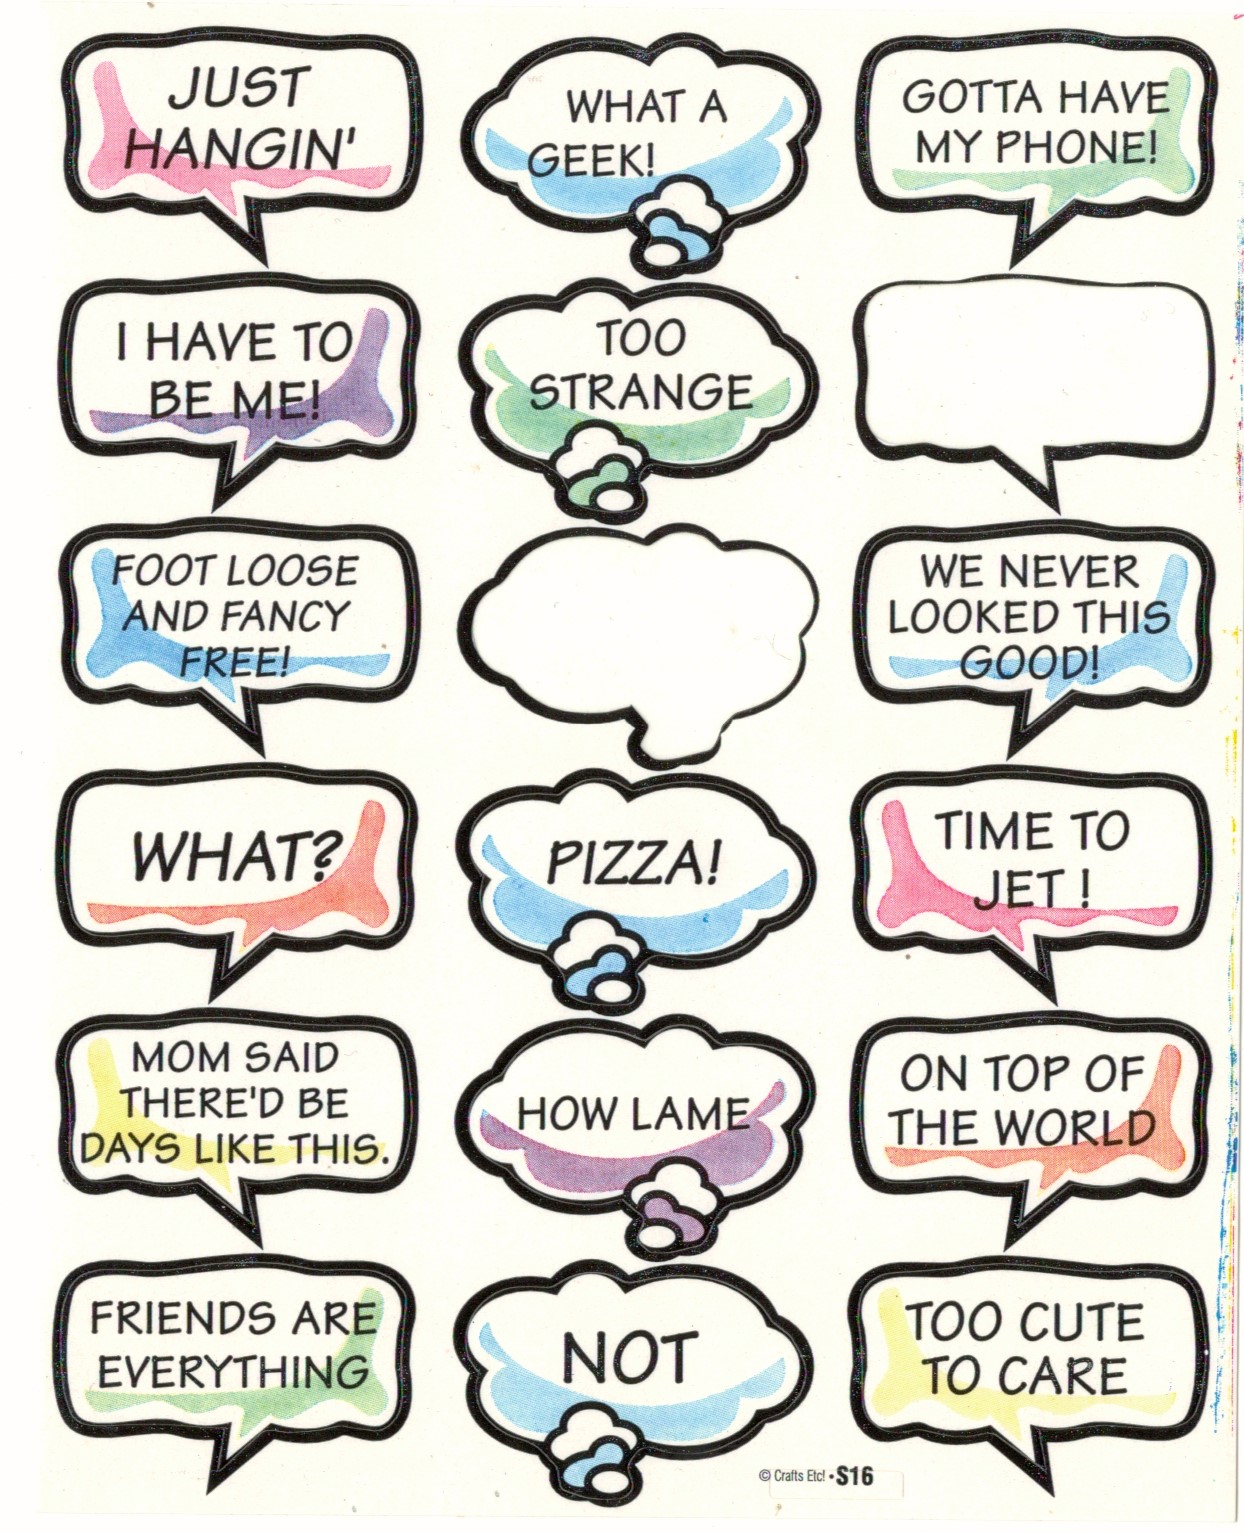 JUST
HANGIN'
WHAT A
GEEK!
GOTTA HAVE
MY PHONE!
I HAVE TO
BE ME!
TOO
STRANGE
FOOT LOOSE
AND FANCY
FREE!
WE NEVER
LOOKED THIS
GOOD!
WHAT?
PIZZA!
TIME TO
JET !
MOM SAID
THERE'D BE
DAYS LIKE THIS.
HOW LAME
ON TOP OF
THE WORLD
FRIENDS ARE
EVERYTHING
NOT
TOO CUTE
TO CARE
© Crafts Etc! • S16